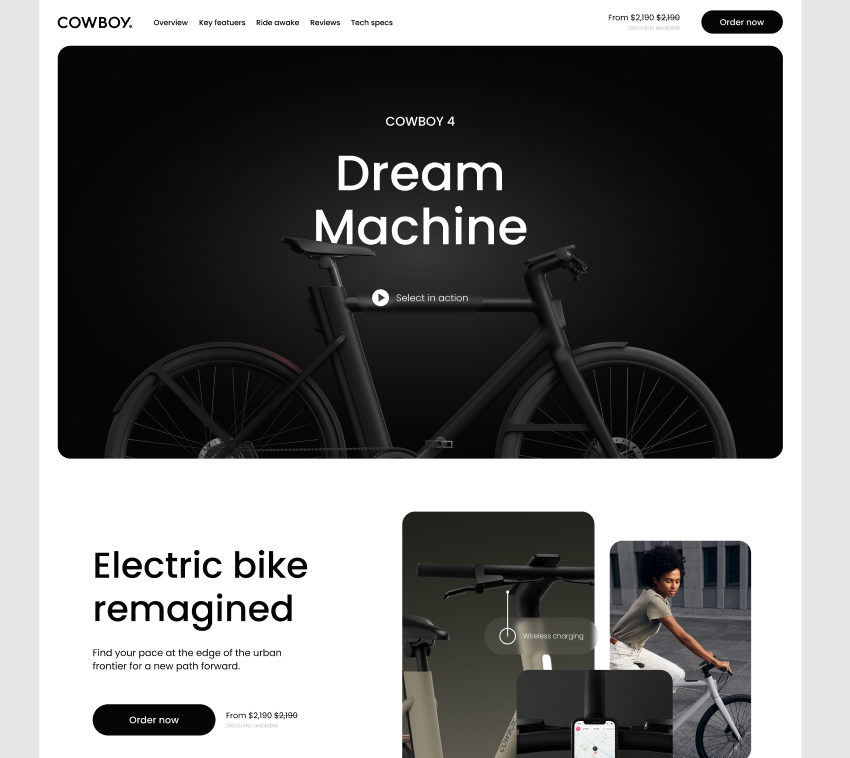 COWBOY.
Overview Key featuers Ride awake Reviews Tech specs
From $2,190 $2,190
Discounts available
Order now
COWBOY 4
Dream
Machine
Select in action
Electric bike
remagined
Find your pace at the edge of the urban
frontier for a new path forward.
Order now
From $2,190 $2,190
Discounts available
Wireless charging
COWBOY